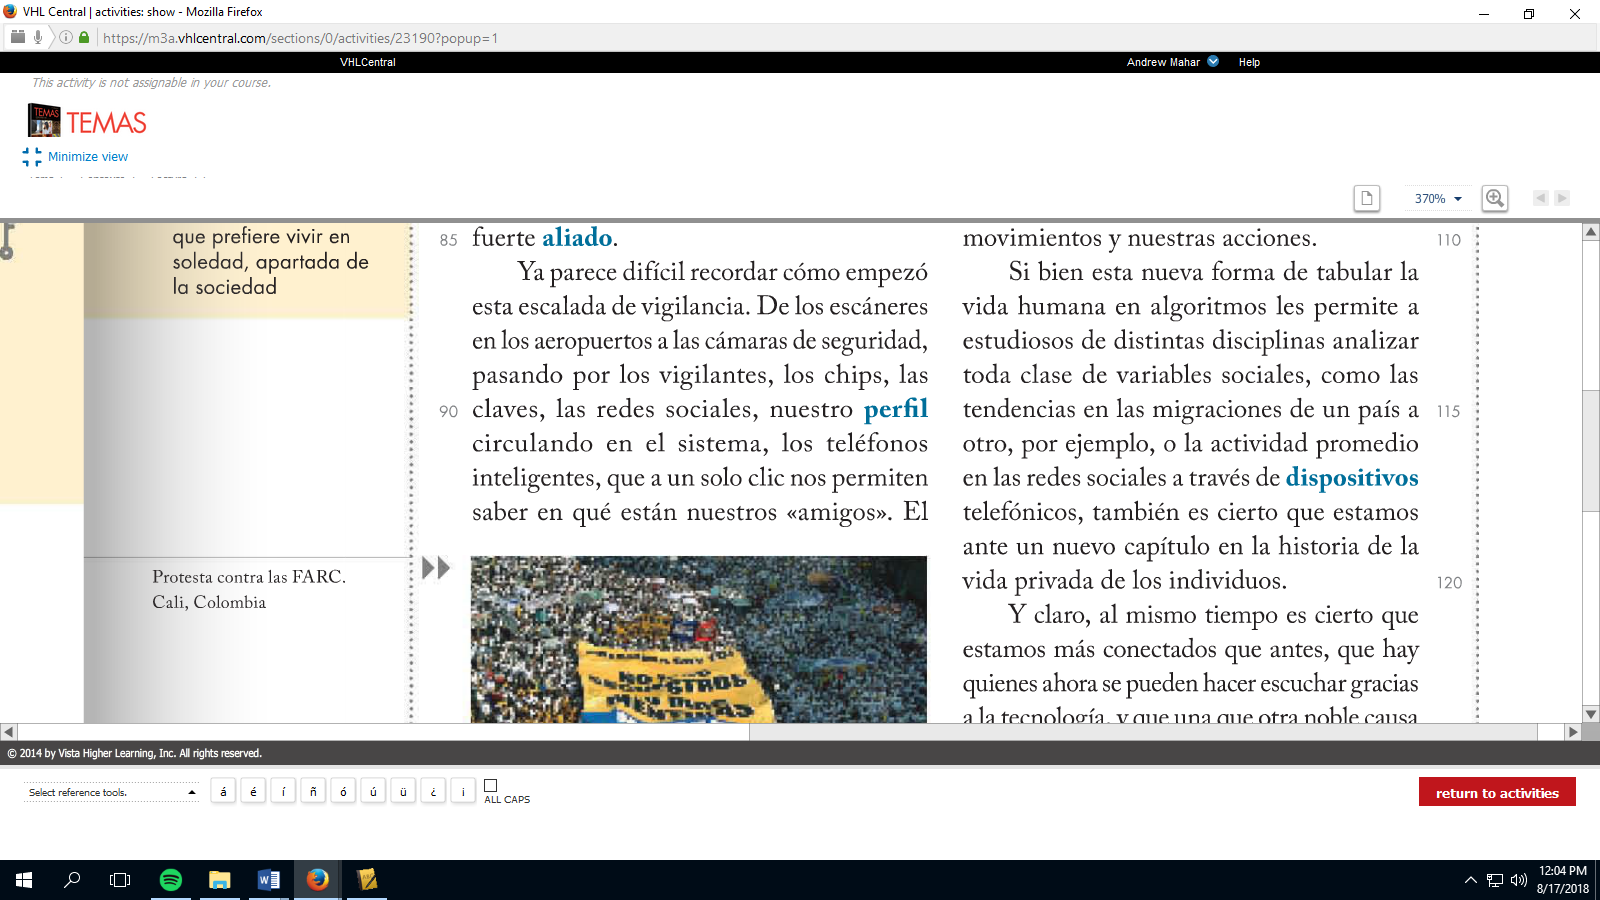 VHL Central | activities: show - Mozilla Firefox
https://m3a.vhlcentral.com/sections/0/activities/23190?popup=1
VHLCentral
Andrew Mahar
Help
This activity is not assignable in your course.
TEMAS
TEMAS
Minimize view
370%
que prefiere vivir en
soledad, apartada de
la sociedad
Protesta contra las FARC.
Cali, Colombia
85
fuerte aliado.
Ya parece difícil recordar cómo empezó
esta escalada de vigilancia. De los escáneres
en los aeropuertos a las cámaras de seguridad,
pasando por los vigilantes, los chips, las
90
claves, las redes sociales, nuestro perfil
circulando en el sistema, los teléfonos
inteligentes, que a un solo clic nos permiten
saber en qué están nuestros «amigos». El
movimientos y nuestras acciones.
110
Si bien esta nueva forma de tabular la
vida humana en algoritmos les permite a
estudiosos de distintas disciplinas analizar
toda clase de variables sociales, como las
tendencias en las migraciones de un país a
115
otro, por ejemplo, o la actividad promedio
en las redes sociales a través de dispositivos
telefónicos, también es cierto que estamos
ante un nuevo capítulo en la historia de la
vida privada de los individuos.
120
Y claro, al mismo tiempo es cierto que
estamos más conectados que antes, que hay
quienes ahora se pueden hacer escuchar gracias
a la tecnología, y que una que otra noble causa
© 2014 by Vista Higher Learning, Inc. All rights reserved.
Select reference tools.
á é í ñ ó ú ü ¿ ¡
ALL CAPS
return to activities
12:04 PM
8/17/2018